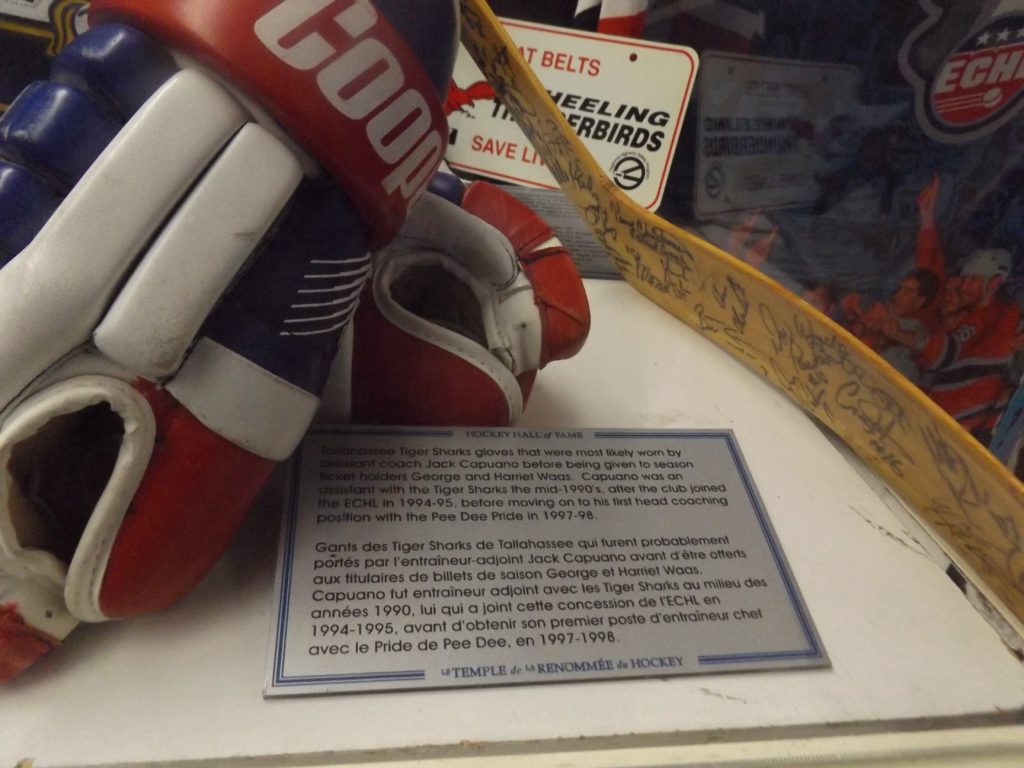 COOP
AT BELTS
WHEELING
SAVE
ECH
HOCKEY HALL of FAME
Tallahassee Tiger Sharks gloves that were most likely worn by
assistant coach Jack Capuano before being given to season
ticket holders George and Harriet Waas. Capuano was an
assistant with the Tiger Sharks the mid-1990's, after the club joined
the ECHL in 1994-95, before moving on to his first head coaching
position with the Pee Dee Pride in 1997-98.
Gants des Tiger Sharks de Tallahassee qui furent probablement
portés par l'entraîneur-adjoint Jack Capuano avant d'être offerts
aux titulaires de billets de saison George et Harriet Waas.
Capuano fut entraîneur adjoint avec les Tiger Sharks au milieu des
années 1990, lui qui a joint cette concession de l'ECHL en
1994-1995, avant d'obtenir son premier poste d'entraîneur chef
avec le Pride de Pee Dee, en 1997-1998.
LE TEMPLE de LA RENOMMÉE du HOCKEY